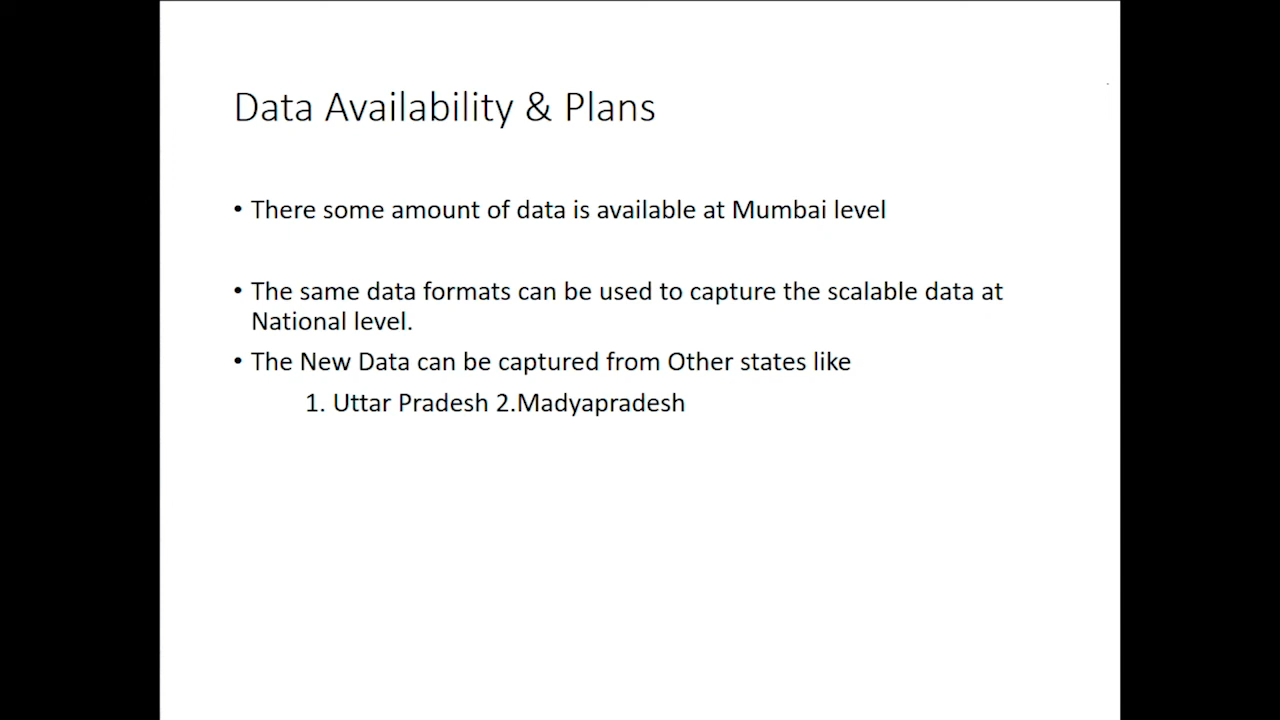 Data Availability & Plans
• There some amount of data is available at Mumbai level
• The same data formats can be used to capture the scalable data at
National level.
• The New Data can be captured from Other states like
1. Uttar Pradesh 2.Madyapradesh